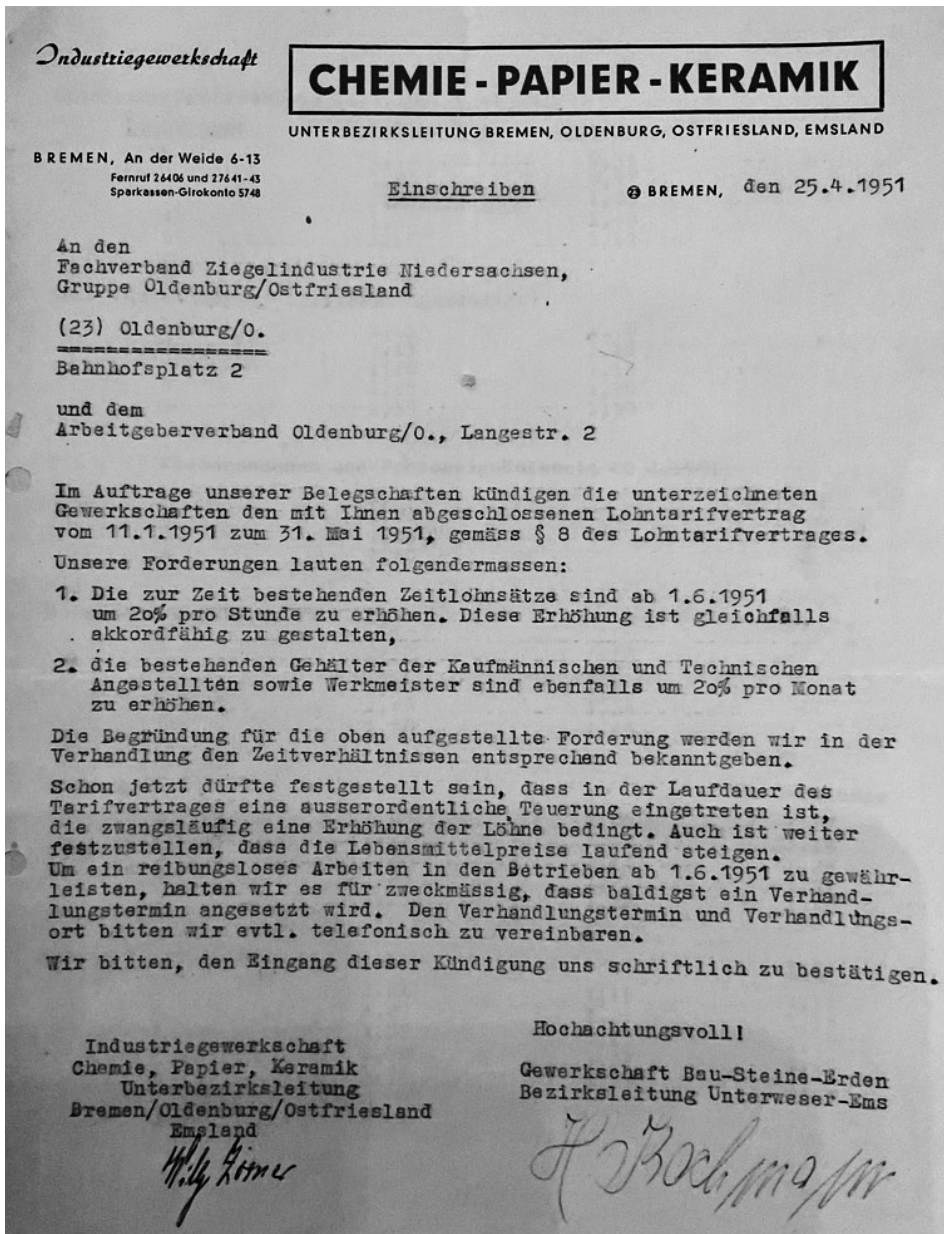 Industriegewerkschaft
CHEMIE - PAPIER - KERAMIK
UNTERBEZIRKSLEITUNG BREMEN, OLDENBURG, OSTFRIESLAND, EMSLAND
BREMEN, An der Weide 6-13
Fernruf 26406 und 27641-43
Sparkassen-Girokonto 5748
Einschreiben
㉓ BREMEN, den 25.4.1951
An den
Fachverband Ziegelindustrie Niedersachsen,
Gruppe Oldenburg/Ostfriesland
(23) Oldenburg/O.
=================
Bahnhofsplatz 2
und dem
Arbeitgeberverband Oldenburg/O., Langestr. 2
Im Auftrage unserer Belegschaften kündigen die unterzeichneten
Gewerkschaften den mit Ihnen abgeschlossenen Lohntarifvertrag
vom 11.1.1951 zum 31. Mai 1951, gemäss § 8 des Lohntarifvertrages.
Unsere Forderungen lauten folgendermassen:
1. Die zur Zeit bestehenden Zeitlohnsätze sind ab 1.6.1951
um 20% pro Stunde zu erhöhen. Diese Erhöhung ist gleichfalls
akkordfähig zu gestalten,
2. die bestehenden Gehälter der Kaufmännischen und Technischen
Angestellten sowie Werkmeister sind ebenfalls um 20% pro Monat
zu erhöhen.
Die Begründung für die oben aufgestellte Forderung werden wir in der
Verhandlung den Zeitverhältnissen entsprechend bekanntgeben.
Schon jetzt dürfte festgestellt sein, dass in der Laufdauer des
Tarifvertrages eine ausserordentliche Teuerung eingetreten ist,
die zwangsläufig eine Erhöhung der Löhne bedingt. Auch ist weiter
festzustellen, dass die Lebensmittelpreise laufend steigen.
Um ein reibungsloses Arbeiten in den Betrieben ab 1.6.1951 zu gewähr-
leisten, halten wir es für zweckmässig, dass baldigst ein Verhand-
lungstermin angesetzt wird. Den Verhandlungstermin und Verhandlungs-
ort bitten wir evtl. telefonisch zu vereinbaren.
Wir bitten, den Eingang dieser Kündigung uns schriftlich zu bestätigen.
Hochachtungsvoll!
Industriegewerkschaft
Chemie, Papier, Keramik
Unterbezirksleitung
Bremen/Oldenburg/Ostfriesland
Emsland
Gewerkschaft Bau-Steine-Erden
Bezirksleitung Unterweser-Ems